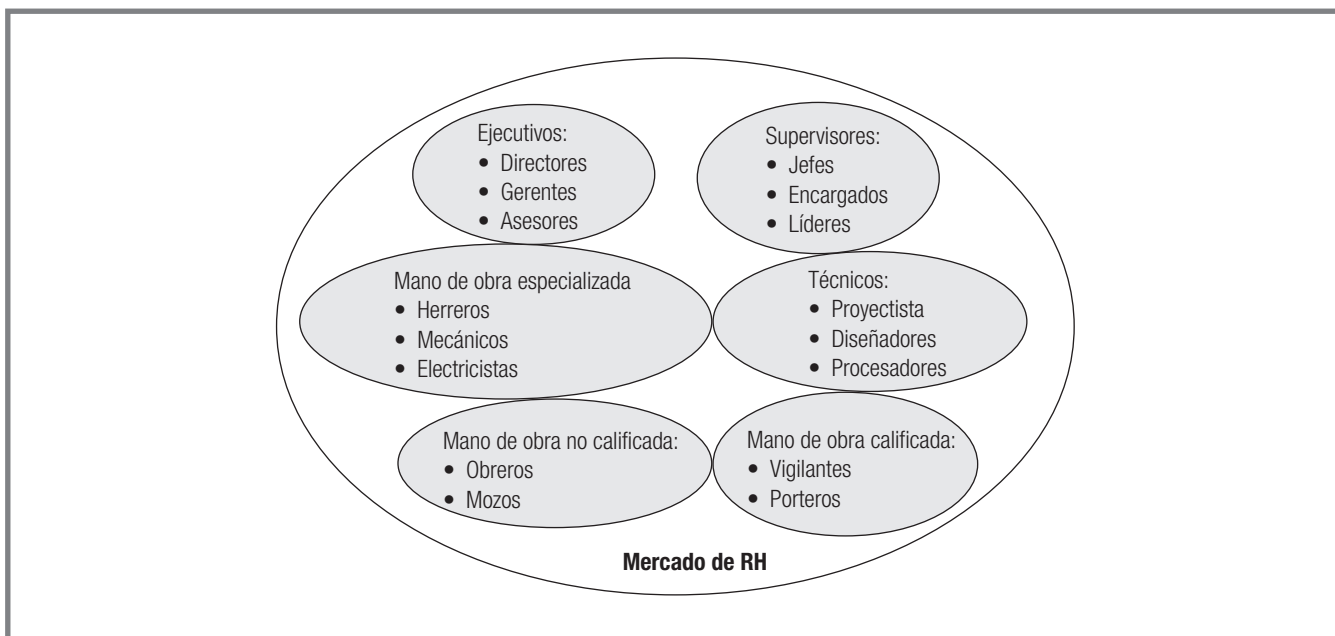 Ejecutivos:
• Directores
• Gerentes
• Asesores
Supervisores:
• Jefes
• Encargados
• Líderes
Mano de obra especializada
• Herreros
• Mecánicos
• Electricistas
Técnicos:
• Proyectista
• Diseñadores
• Procesadores
Mano de obra no calificada:
• Obreros
• Mozos
Mano de obra calificada:
• Vigilantes
• Porteros
Mercado de RH